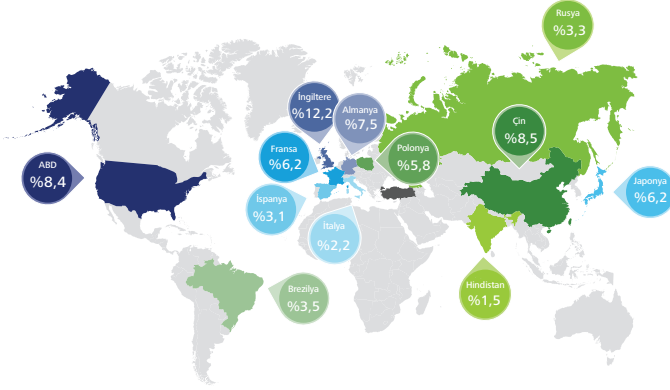 Rusya
%3,3
İngiltere
%12,2
Almanya
%7,5
Çin
%8,5
Fransa
%6,2
Polonya
%5,8
ABD
%8,4
Japonya
%6,2
İspanya
%3,1
İtalya
%2,2
Brezilya
%3,5
Hindistan
%1,5